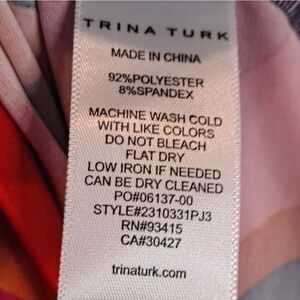 TRINA TURK
MADE IN CHINA
92%POLYESTER
8%SPANDEX
MACHINE WASH COLD
WITH LIKE COLORS
DO NOT BLEACH
FLAT DRY
LOW IRON IF NEEDED
CAN BE DRY CLEANED
PO#06137-00
STYLE#2310331PJ3
RN#93415
CA#30427
trinaturk.com